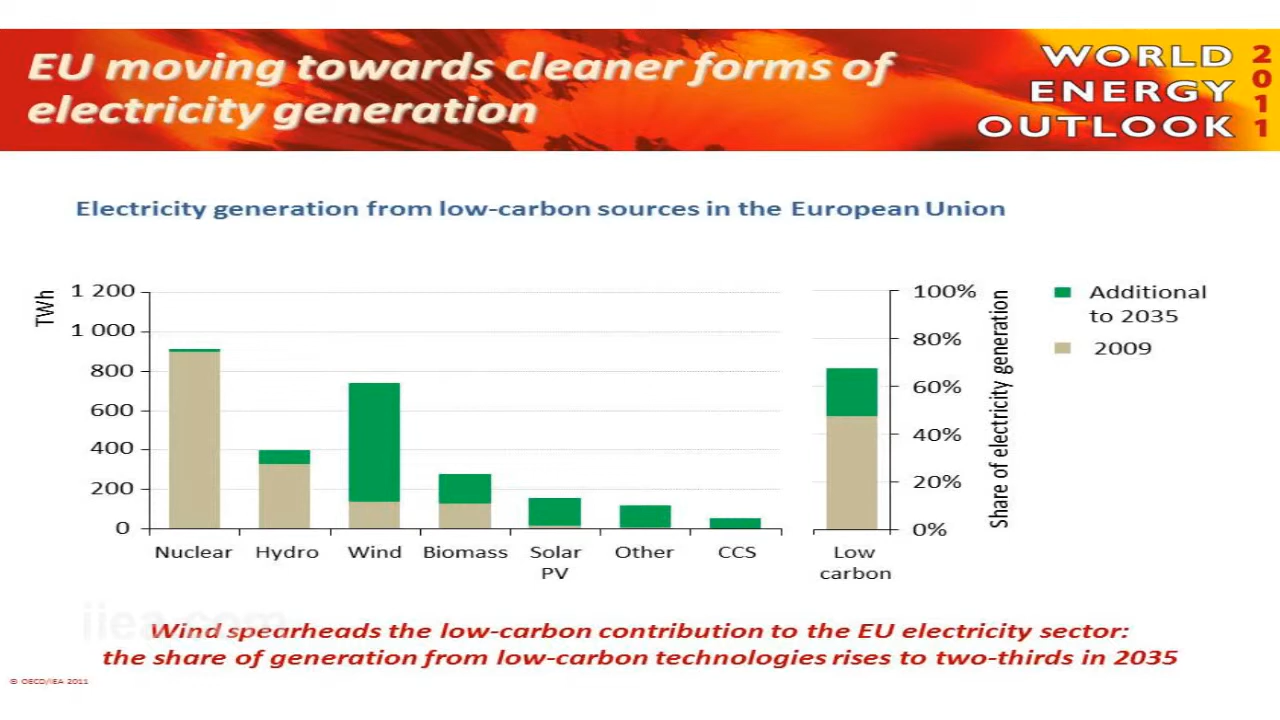 EU moving towards cleaner forms of
electricity generation
WORLD
ENERGY
OUTLOOK
2011
Electricity generation from low-carbon sources in the European Union
TWh
1 200
1 000
800
600
400
200
0
Nuclear
Hydro
Wind
Biomass
Solar
PV
Other
CCS
100%
80%
60%
40%
20%
0%
Share of electricity generation
Low
carbon
Additional
to 2035
2009
iiea.com
Wind spearheads the low-carbon contribution to the EU electricity sector:
the share of generation from low-carbon technologies rises to two-thirds in 2035
© OECD/IEA 2011